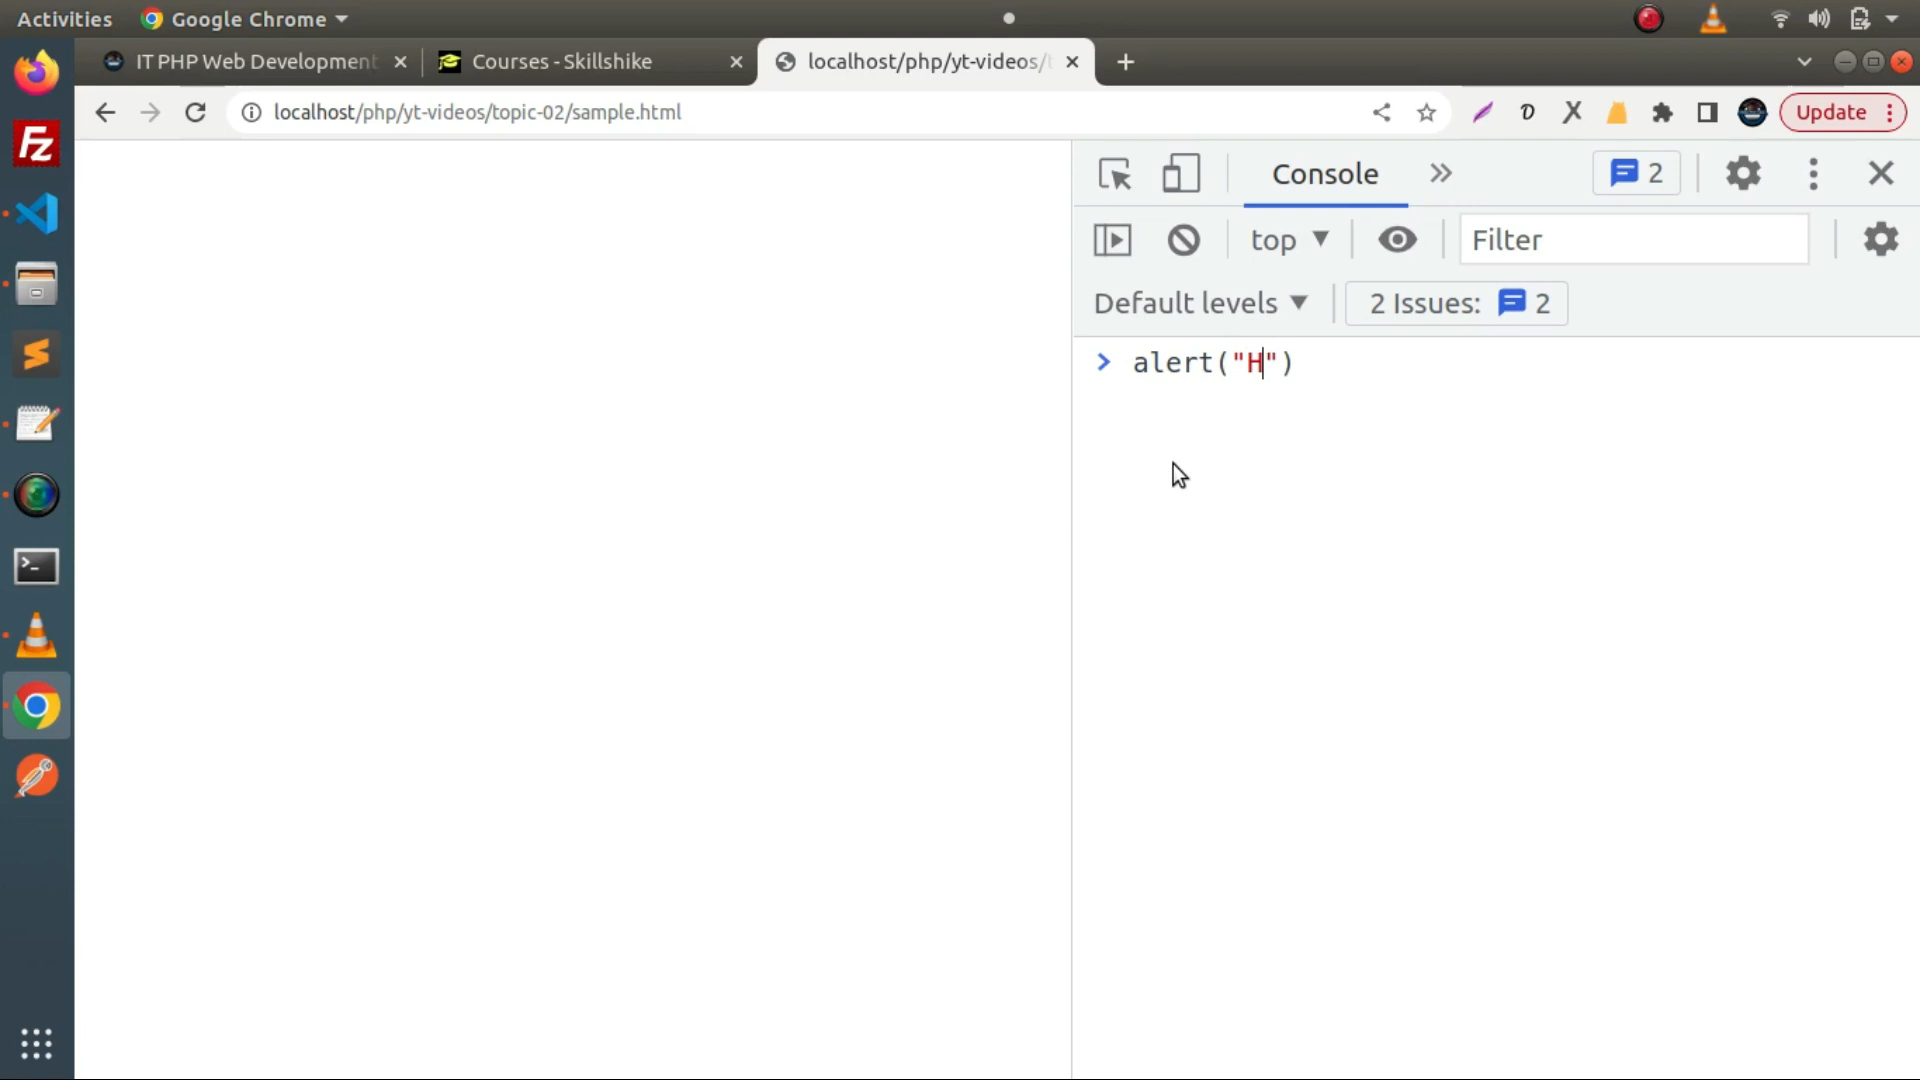 Activities
Google Chrome
IT PHP Web Development
Courses - Skillshike
localhost/php/yt-videos/t
localhost/php/yt-videos/topic-02/sample.html
Update
Console
2
top
Filter
Default levels
2 Issues: 2
> alert("H")